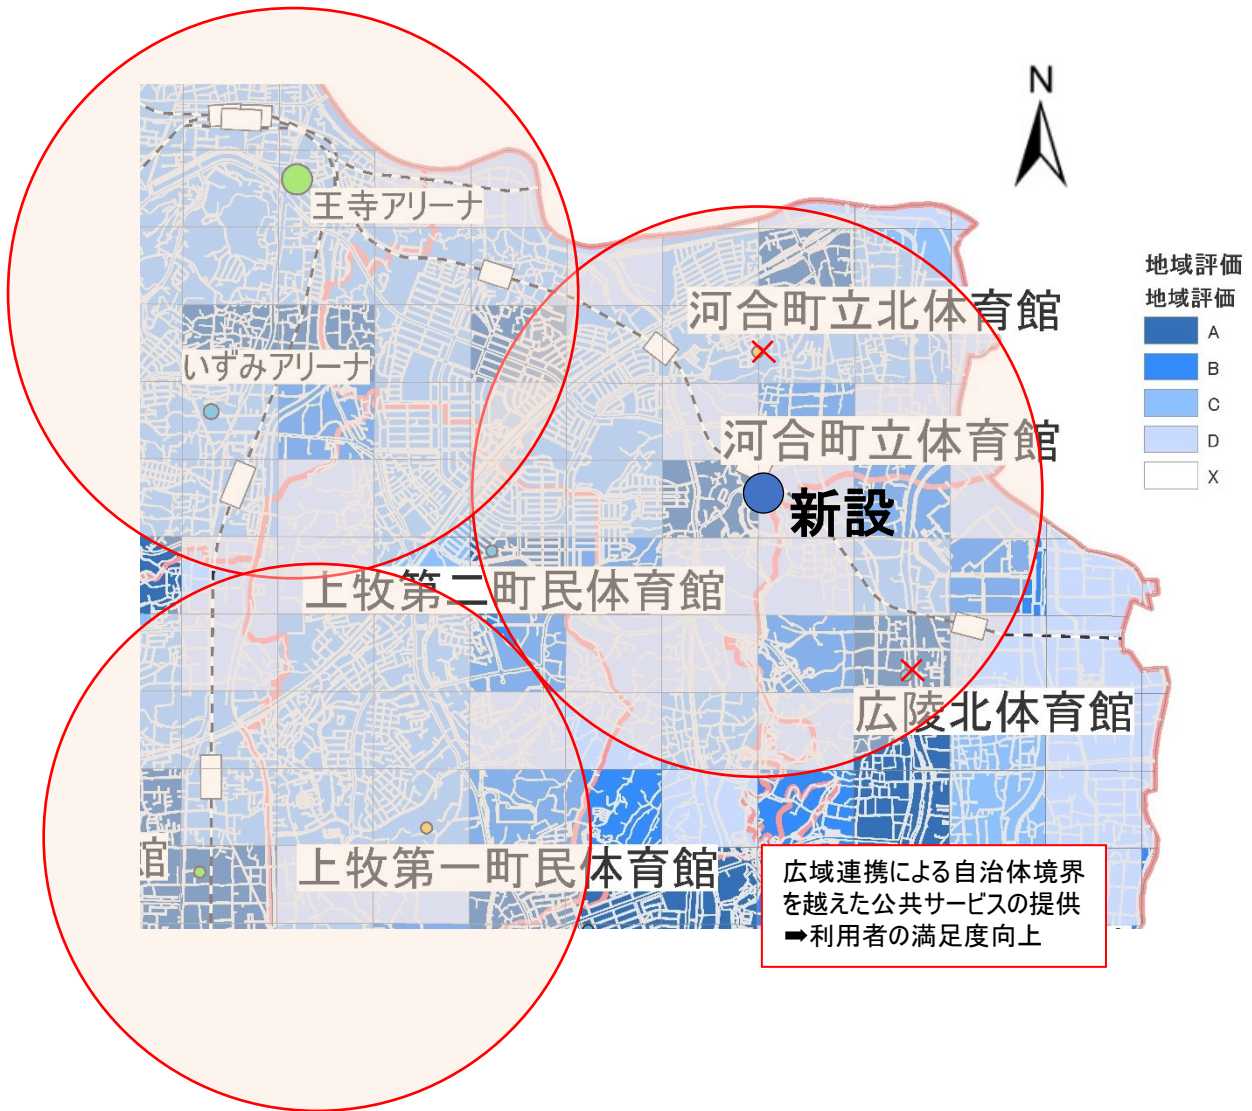 N
王寺アリーナ
地域評価
地域評価
A
B
C
D
X
河合町立北体育館
いずみアリーナ
河合町立体育館
新設
上牧第二町民体育館
広陵北体育館
館
上牧第一町民体育館
広域連携による自治体境界
を越えた公共サービスの提供
➡利用者の満足度向上